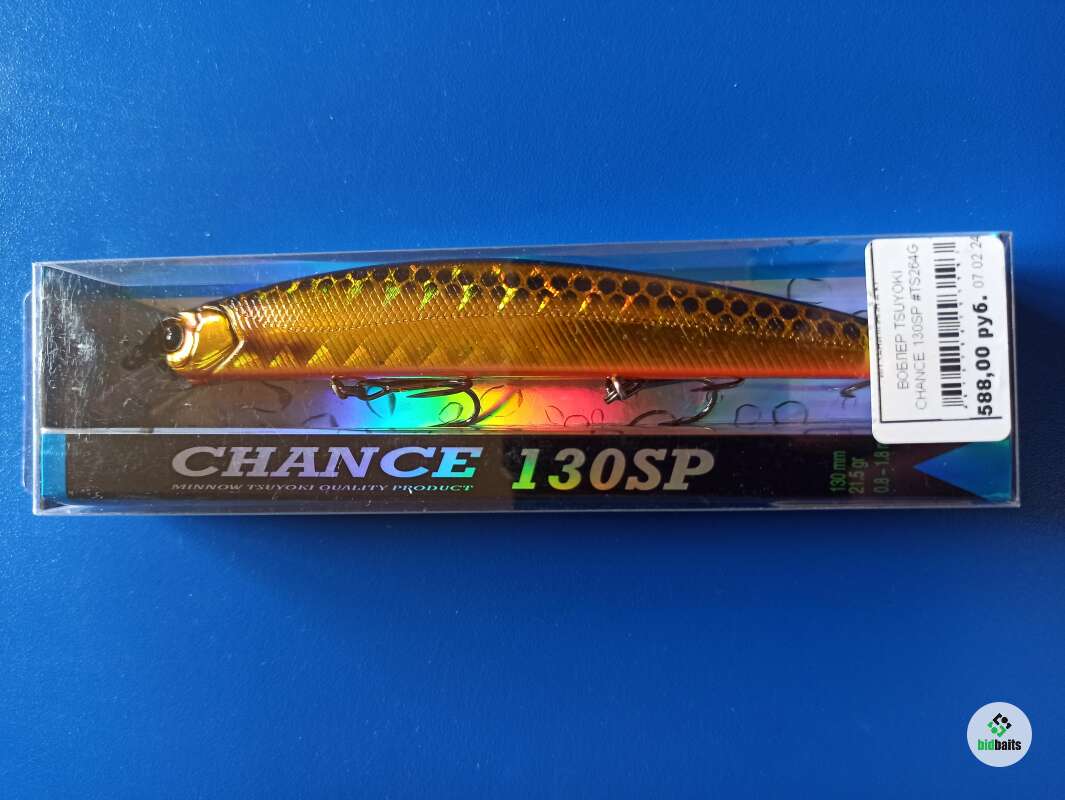 ВОБЛЕР TSUYOKI
CHANCE 130SP #TS264G
588,00 руб. 07.02.24
CHANCE 130SP
MINNOW TSUYOKI QUALITY PRODUCT
130 mm
21.5 gr
0.8 – 1.8
bidbaits